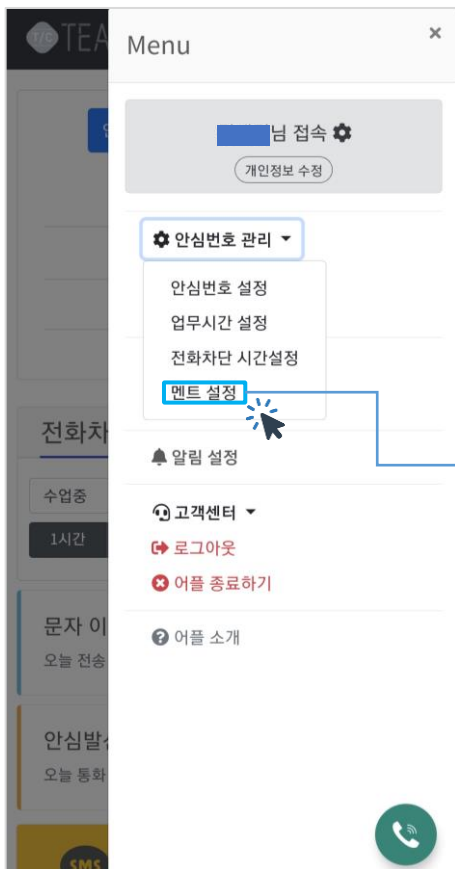 T/C TEA
Menu
×
님 접속
개인정보 수정
안심번호 관리
안심번호 설정
업무시간 설정
전화차단 시간설정
멘트 설정
알림 설정
고객센터
로그아웃
어플 종료하기
어플 소개
전화차
수업중
1시간
문자 이
오늘 전송
안심발
오늘 통화
SMS